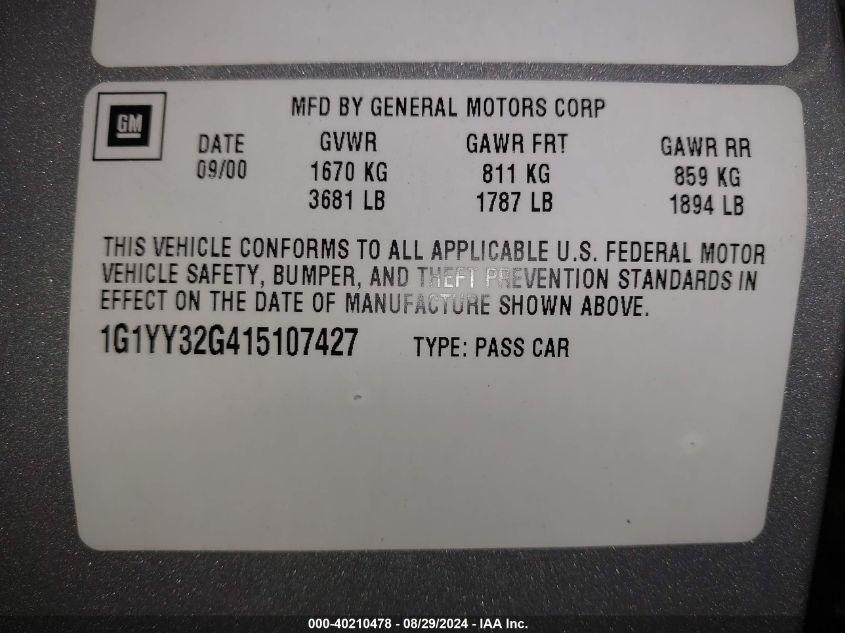 GM
MFD BY GENERAL MOTORS CORP
DATE GVWR GAWR FRT GAWR RR
09/00 1670 KG 811 KG 859 KG
3681 LB 1787 LB 1894 LB
THIS VEHICLE CONFORMS TO ALL APPLICABLE U.S. FEDERAL MOTOR
VEHICLE SAFETY, BUMPER, AND THEFT PREVENTION STANDARDS IN
EFFECT ON THE DATE OF MANUFACTURE SHOWN ABOVE.
1G1YY32G415107427 TYPE: PASS CAR
000-40210478 - 08/29/2024 - IAA Inc.